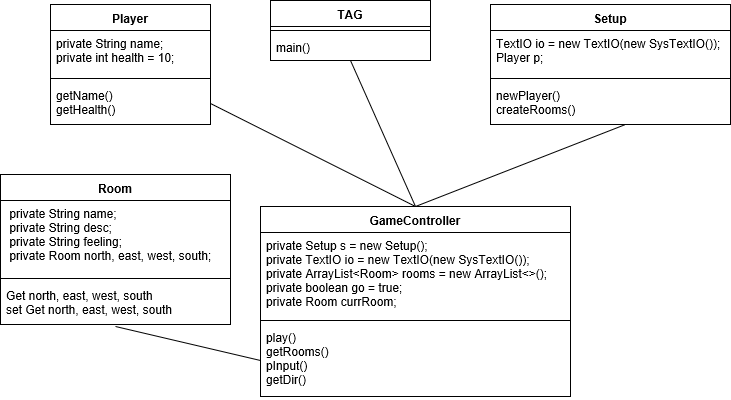 Player
private String name;
private int health = 10;
getName()
getHealth()
TAG
main()
Setup
TextIO io = new TextIO(new SysTextIO());
Player p;
newPlayer()
createRooms()
Room
private String name;
private String desc;
private String feeling;
private Room north, east, west, south;
Get north, east, west, south
set Get north, east, west, south
GameController
private Setup s = new Setup();
private TextIO io = new TextIO(new SysTextIO());
private ArrayList<Room> rooms = new ArrayList<>();
private boolean go = true;
private Room currRoom;
play()
getRooms()
pInput()
getDir()